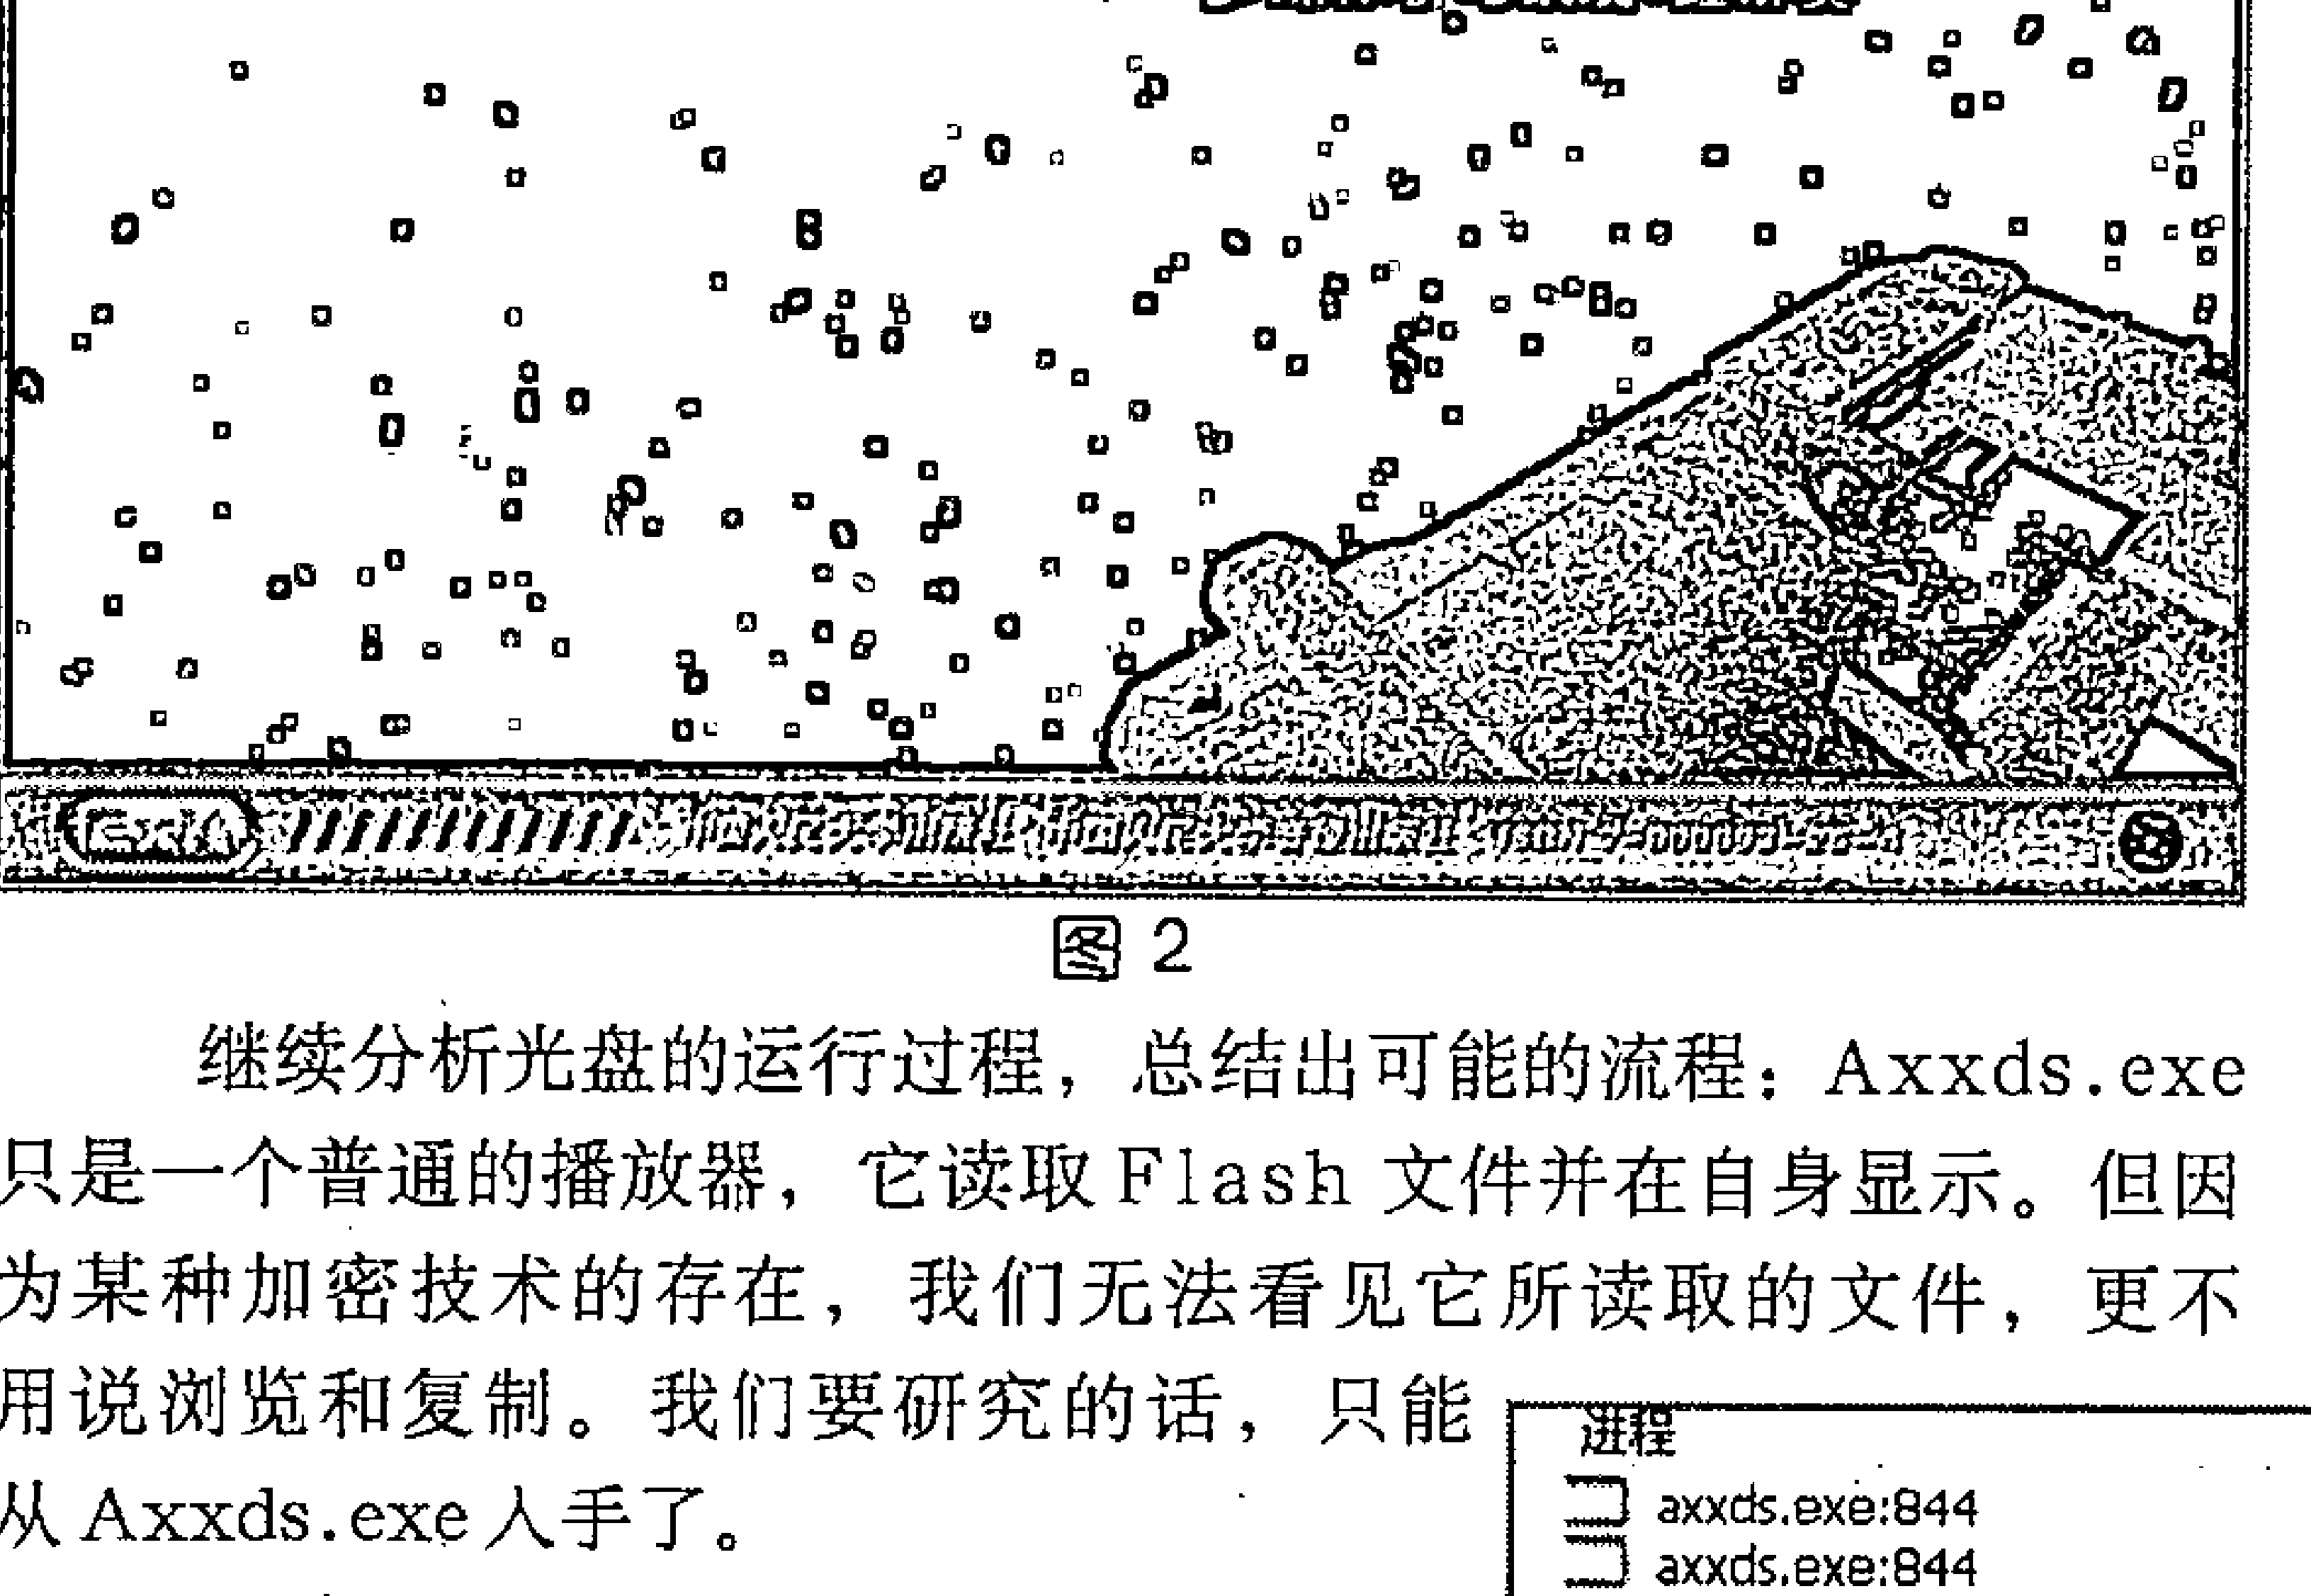 图 2
继续分析光盘的运行过程，总结出可能的流程：Axxds.exe
只是一个普通的播放器，它读取 Flash 文件并在自身显示。但因
为某种加密技术的存在，我们无法看见它所读取的文件，更不
用说浏览和复制。我们要研究的话，只能
从 Axxds.exe 入手了。
进程
axxds.exe:844
axxds.exe:844